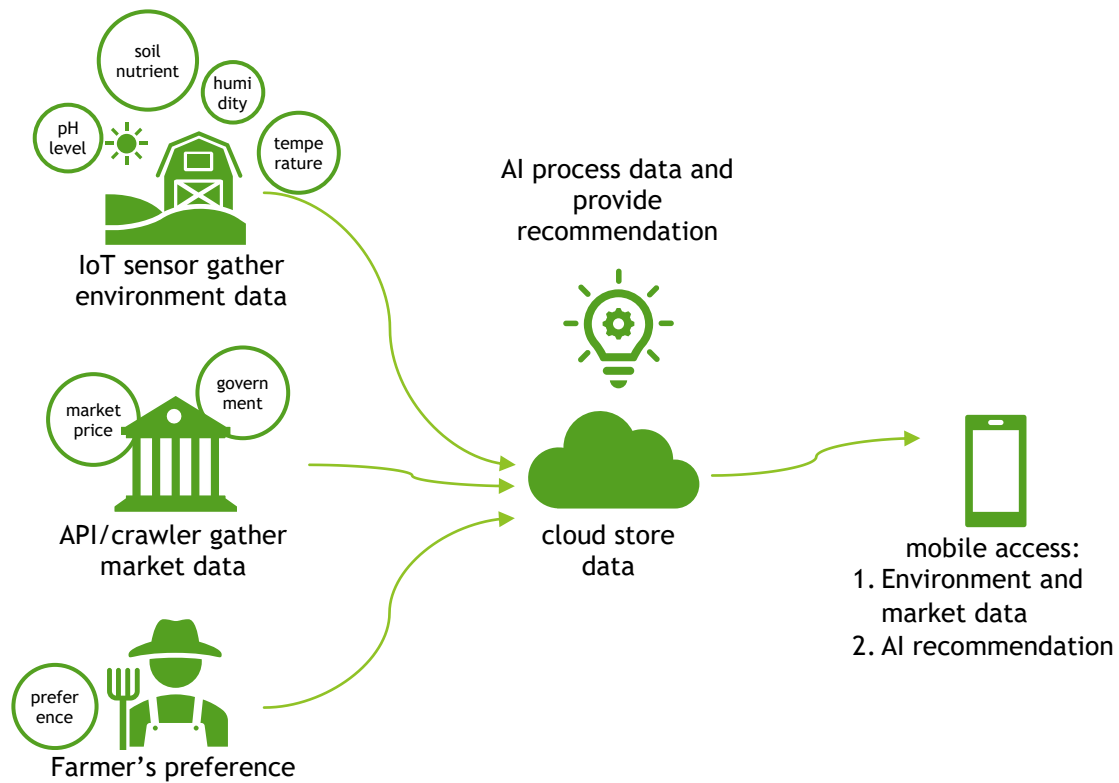 soil
nutrient
humi
dity
pH
level
tempe
rature
IoT sensor gather
environment data
AI process data and
provide
recommendation
market
price
govern
ment
API/crawler gather
market data
cloud store
data
mobile access:
1. Environment and
market data
2. AI recommendation
prefer
ence
Farmer’s preference